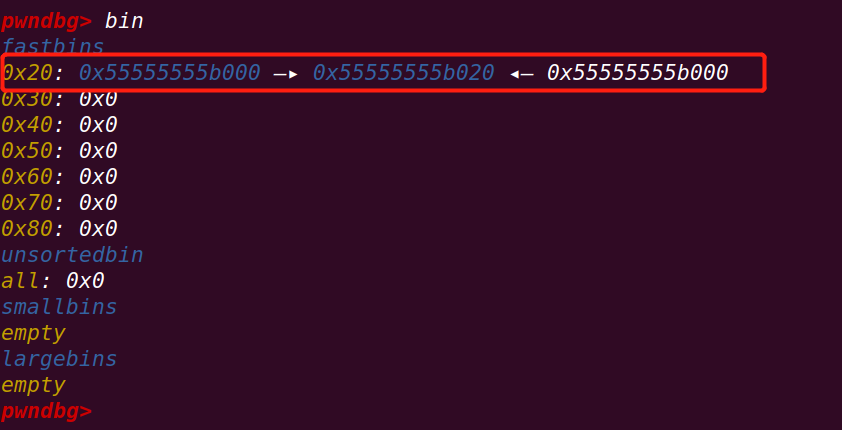 pwndbg> bin
fastbins
0x20: 0x55555555b000 —▸ 0x55555555b020 ◂— 0x55555555b000
0x30: 0x0
0x40: 0x0
0x50: 0x0
0x60: 0x0
0x70: 0x0
0x80: 0x0
unsortedbin
all: 0x0
smallbins
empty
largebins
empty
pwndbg>